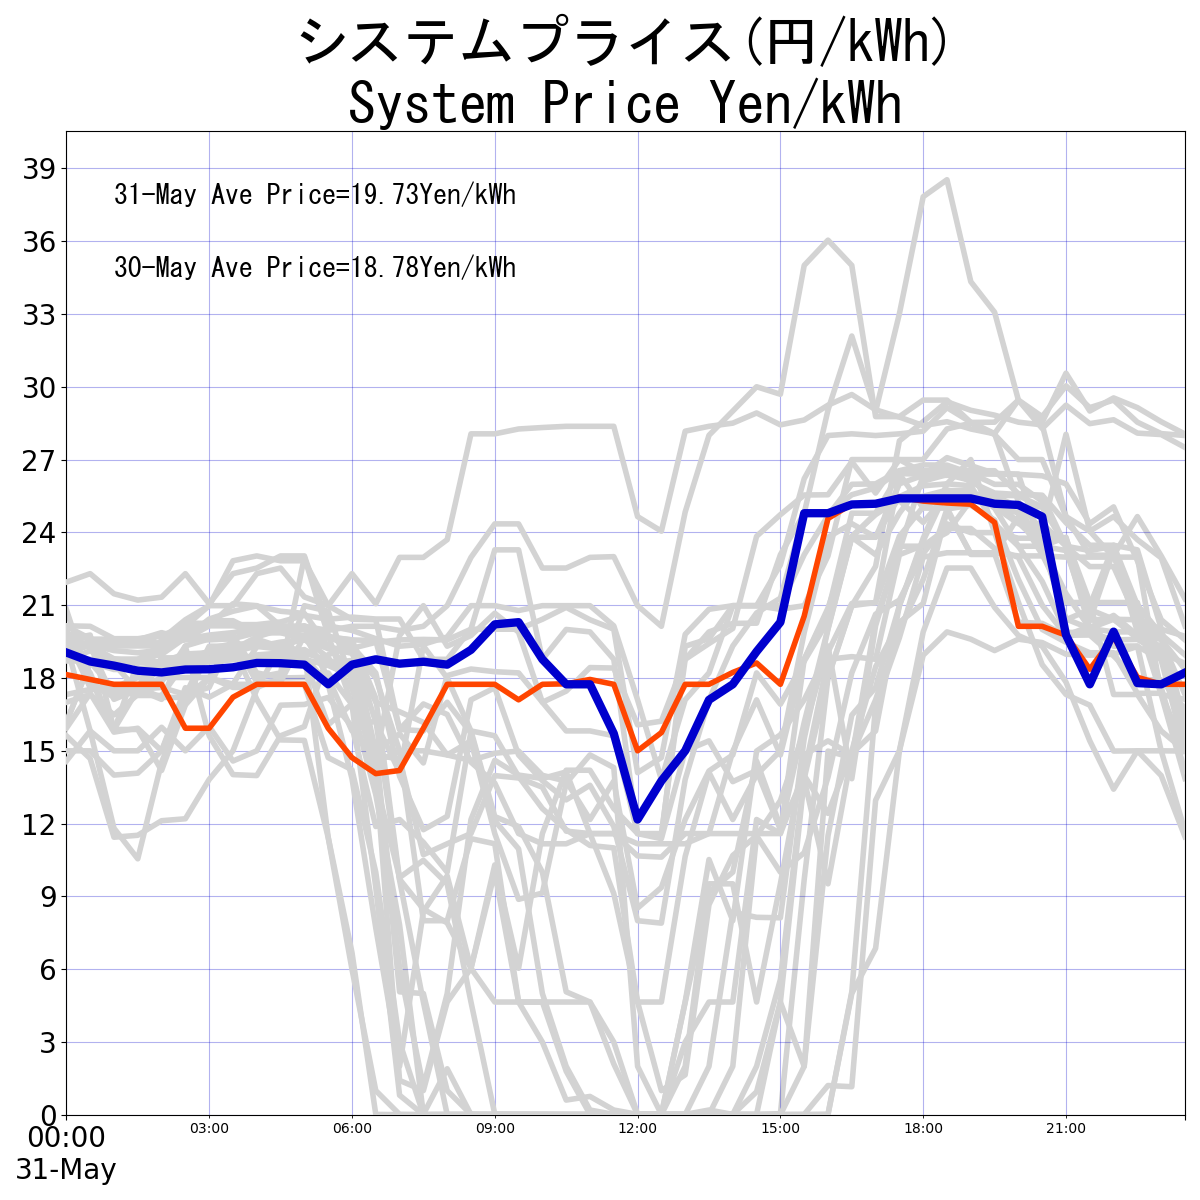 システムプライス(円/kWh)
System Price Yen/kWh
39
31-May Ave Price=19.73Yen/kWh
36
30-May Ave Price=18.78Yen/kWh
33
30
27
24
21
18
15
12
9
6
3
0
00:00 03:00 06:00 09:00 12:00 15:00 18:00 21:00
31-May